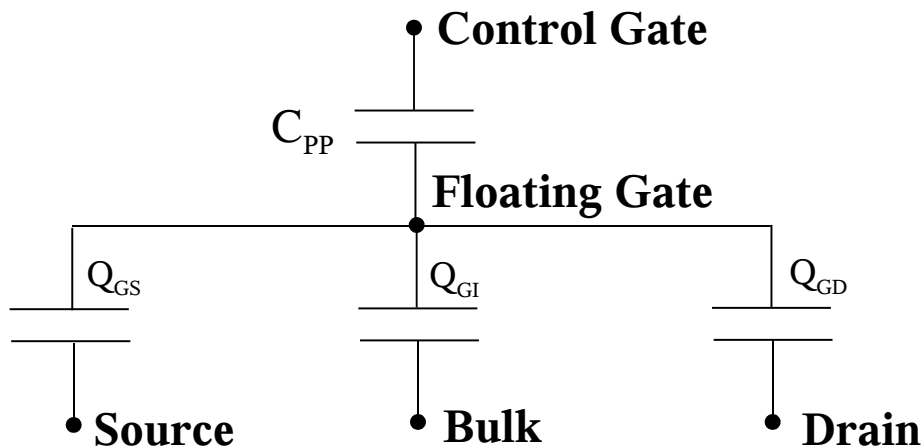 Control Gate
C_PP
Floating Gate
Q_GS Q_GI Q_GD
Source Bulk Drain